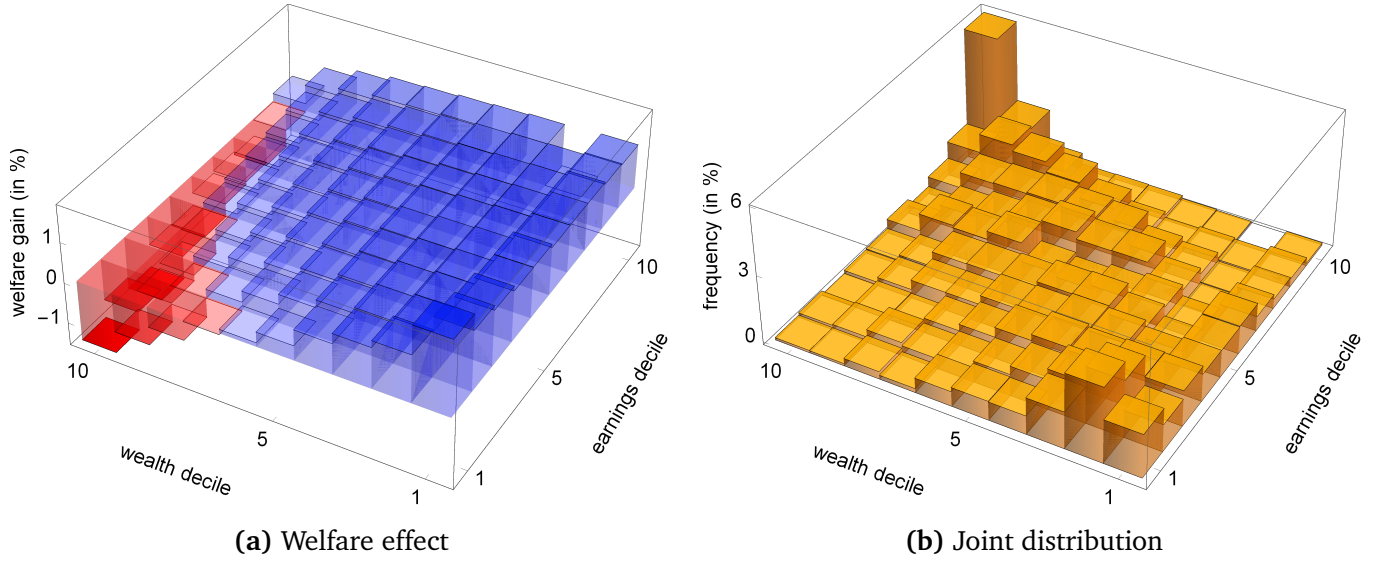 welfare gain (in %)
1
0
−1
10
5
1
wealth decile
1
5
10
earnings decile
(a) Welfare effect
frequency (in %)
6
3
0
10
5
1
wealth decile
1
5
10
earnings decile
(b) Joint distribution